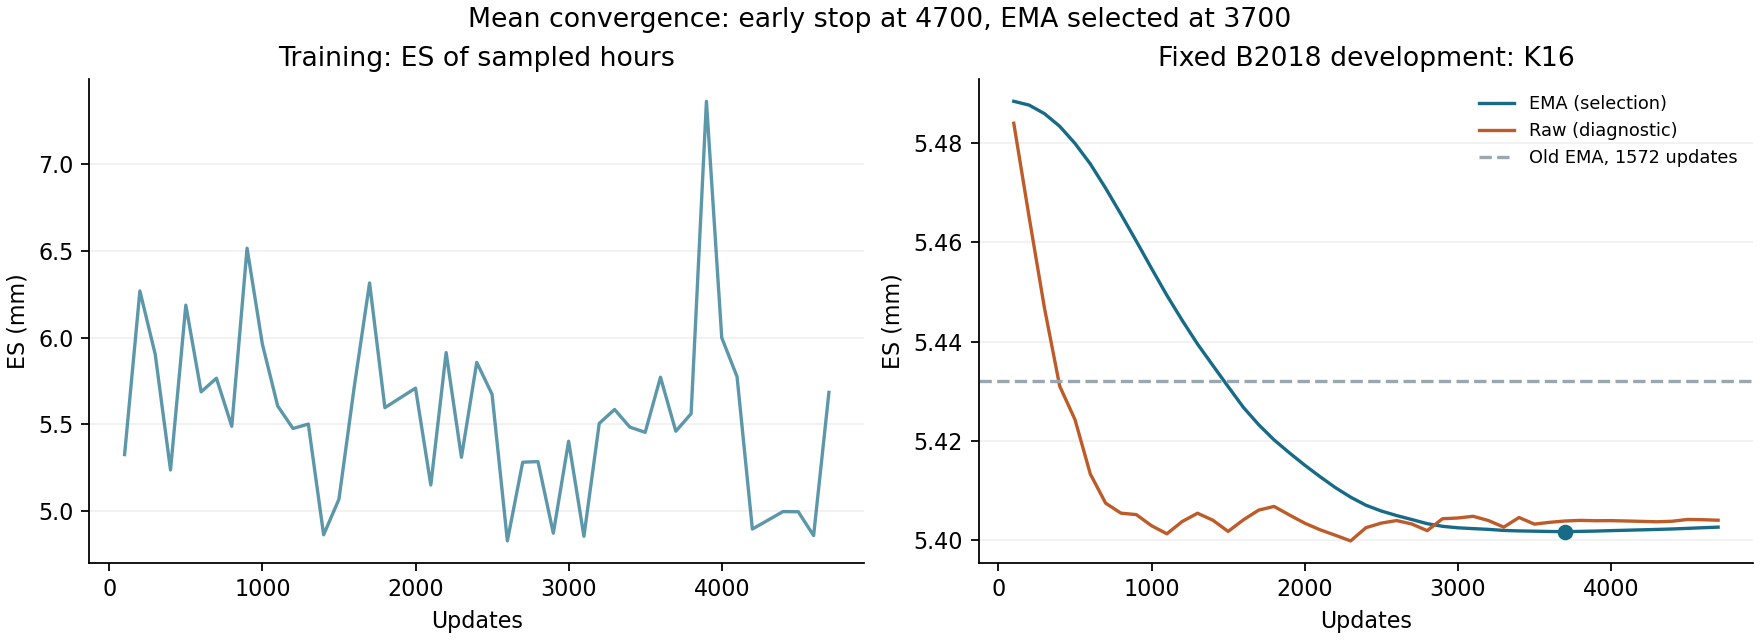 Mean convergence: early stop at 4700, EMA selected at 3700
Training: ES of sampled hours
ES (mm)
7.0
6.5
6.0
5.5
5.0
0 1000 2000 3000 4000
Updates
Fixed B2018 development: K16
EMA (selection)
Raw (diagnostic)
Old EMA, 1572 updates
ES (mm)
5.48
5.46
5.44
5.42
5.40
0 1000 2000 3000 4000
Updates